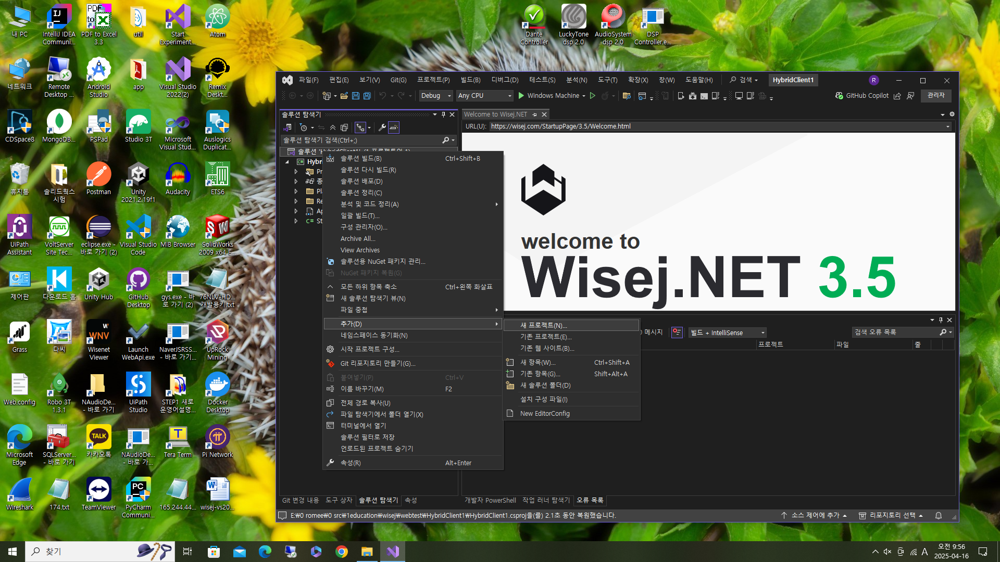 내 PC
IntelliJ IDEA
Communi...
PDF to Excel
3.3
util
Start
Experiment...
Atom
Dante
Controller
LuckyTone
dsp 2.0
AudioSystem
dsp 2.0
DSP
Controller.e...
네트워크
Remote
Desktop ...
Android
Studio
app
Visual Studio
2022(2)
Remix
Deskt...
CDSpace8
MongoDB...
PSPad
Studio 3T
Microsoft
Visual Stud...
Auslogics
Duplicat...
휴지통
솔리드웍스
시험
Postman
Unity
2021.2.19f1
Audacity
ETS6
UiPath
Assistant
VoltServer
Site Tec...
eclipse.exe -
바로 가기 (2)
Visual Studio
Code
MIB Browser
SolidWorks
2009 x64 E...
제어판
다운로드 홈
Unity Hub
GitHub
Desktop
gys.exe - 바
로 가기 (2)
76NLV-HD...
개발용키.txt
Grass
다씨
Wisenet
Viewer
Launch
WebApi.exe
NaverJSRSS...
- 바로 가기...
UpRock
Mining
Web.config
Robo 3T
1.3.1
NAudioDe...
- 바로 가기
UiPath
Studio
STEP1 새로
운영어설명...
Docker
Desktop
Microsoft
Edge
SQLServer...
- 바로 가기
카카오톡
NAudioDe...
- 바로 가...
Tera Term
Pi Network
Wireshark
174.txt
TeamViewer
PyCharm
Communi...
165.244.44...
wisej-vs20...
파일(F) 편집(E) 보기(V) Git(G) 프로젝트(P) 빌드(B) 디버그(D) 테스트(S) 분석(N) 도구(T) 확장(X) 창(W) 도움말(H) 검색 HybridClient1 R
Debug Any CPU Windows Machine GitHub Copilot 관리자
솔루션 탐색기
Welcome to Wisej.NET
URL(U): https://wisej.com/StartupPage/3.5/Welcome.html
솔루션 탐색기 검색(Ctrl+;)
솔루션 'HybridClient1' (1 프로젝트의 1)
Hybri
Pr
종
Pl
Re
Ap
C# St
솔루션 빌드(B) Ctrl+Shift+B
솔루션 다시 빌드(R)
솔루션 배포(D)
솔루션 정리(C)
분석 및 코드 정리(A)
일괄 빌드(T)...
구성 관리자(O)...
Archive All...
View Archives
솔루션용 NuGet 패키지 관리...
NuGet 패키지 복원(G)
모든 하위 항목 축소 Ctrl+왼쪽 화살표
새 솔루션 탐색기 뷰(N)
파일 중첩
추가(D)
네임스페이스 동기화(N)
시작 프로젝트 구성...
Git 리포지토리 만들기(G)...
붙여넣기(P) Ctrl+V
이름 바꾸기(M) F2
전체 경로 복사(U)
파일 탐색기에서 폴더 열기(X)
터미널에서 열기
솔루션 필터로 저장
언로드된 프로젝트 숨기기
속성(R) Alt+Enter
새 프로젝트(N)...
기존 프로젝트(E)...
기존 웹 사이트(B)...
새 항목(W)... Ctrl+Shift+A
기존 항목(G)... Shift+Alt+A
새 솔루션 폴더(D)
설치 구성 파일(I)
New EditorConfig
welcome to
Wisej.NET 3.5
메시지 빌드 + IntelliSense 검색 오류 목록
프로젝트 파일 줄
Git 변경 내용 도구 상자 솔루션 탐색기 속성
개발자 PowerShell 작업 러너 탐색기 오류 목록
E:₩0 romee₩0 src₩1education₩wisej₩webtest₩HybridClient1₩HybridClient1.csproj을(를) 2.1초 동안 복원했습니다. 소스 제어에 추가 리포지토리 선택
찾기
A 오전 9:56
2025-04-16